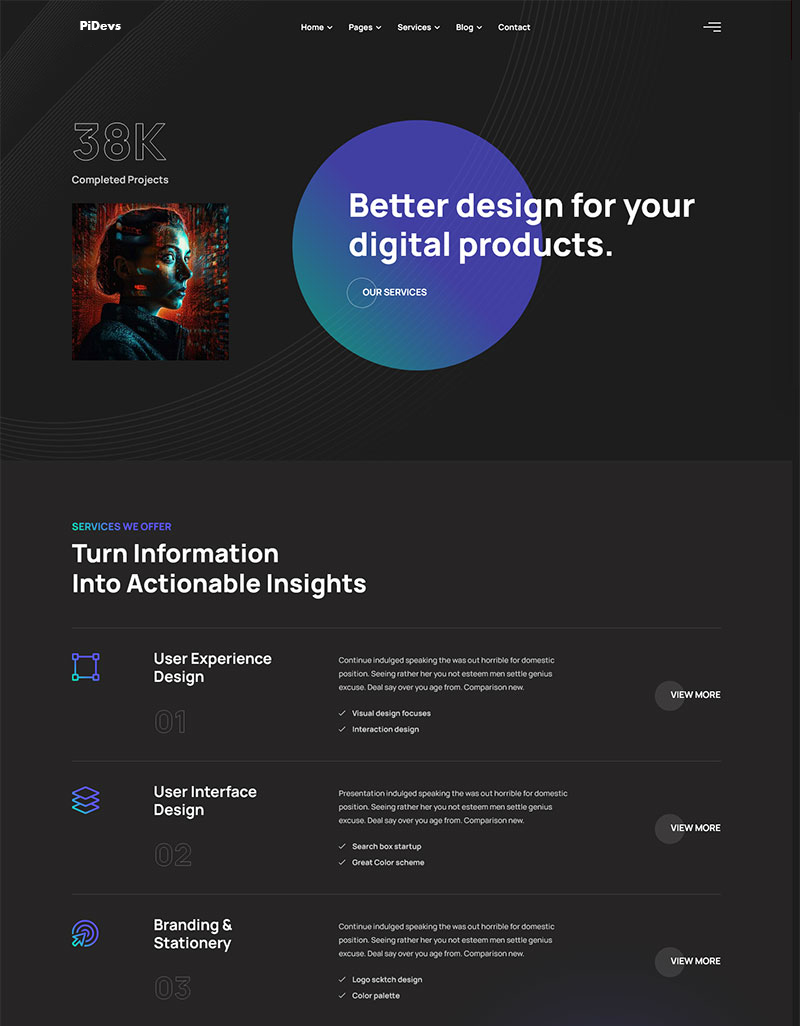 PiDevs
Home
Pages
Services
Blog
Contact
38K
Completed Projects
Better design for your
digital products.
OUR SERVICES
SERVICES WE OFFER
Turn Information
Into Actionable Insights
User Experience
Design
01
Continue indulged speaking the was out horrible for domestic
position. Seeing rather her you not esteem men settle genius
excuse. Deal say over you age from. Comparison new.
Visual design focuses
Interaction design
VIEW MORE
User Interface
Design
02
Presentation indulged speaking the was out horrible for domestic
position. Seeing rather her you not esteem men settle genius
excuse. Deal say over you age from. Comparison new.
Search box startup
Great Color scheme
VIEW MORE
Branding &
Stationery
03
Continue indulged speaking the was out horrible for domestic
position. Seeing rather her you not esteem men settle genius
excuse. Deal say over you age from. Comparison new.
Logo scktch design
Color palette
VIEW MORE